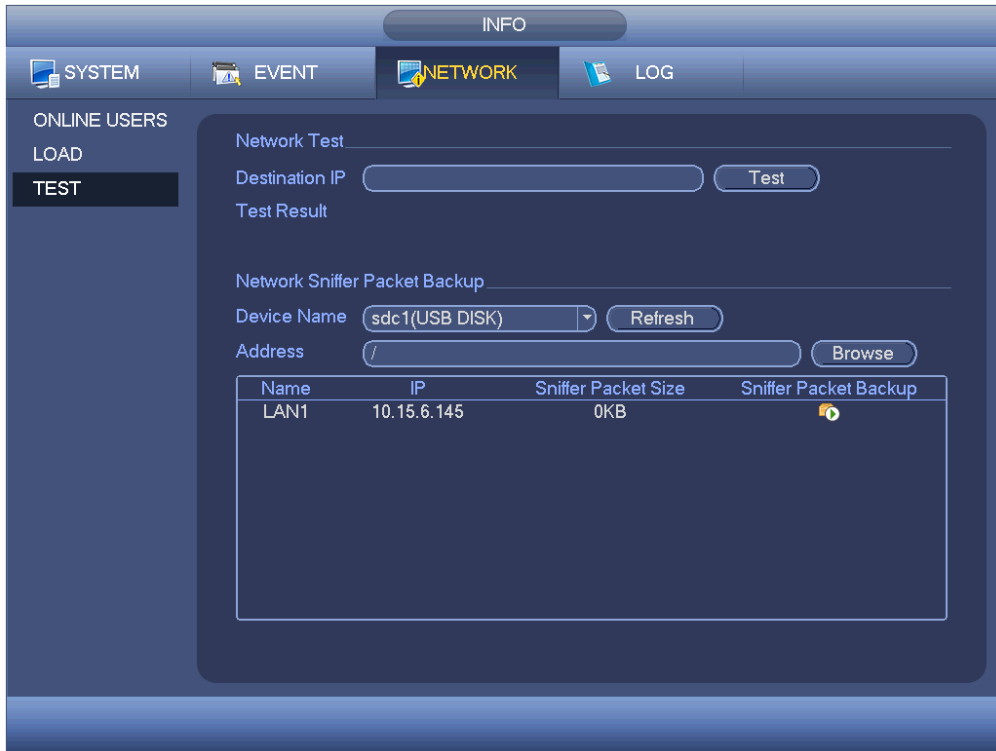 INFO
SYSTEM EVENT NETWORK LOG
ONLINE USERS
LOAD
TEST
Network Test
Destination IP Test
Test Result
Network Sniffer Packet Backup
Device Name sdc1(USB DISK) Refresh
Address / Browse
Name IP Sniffer Packet Size Sniffer Packet Backup
LAN1 10.15.6.145 0KB